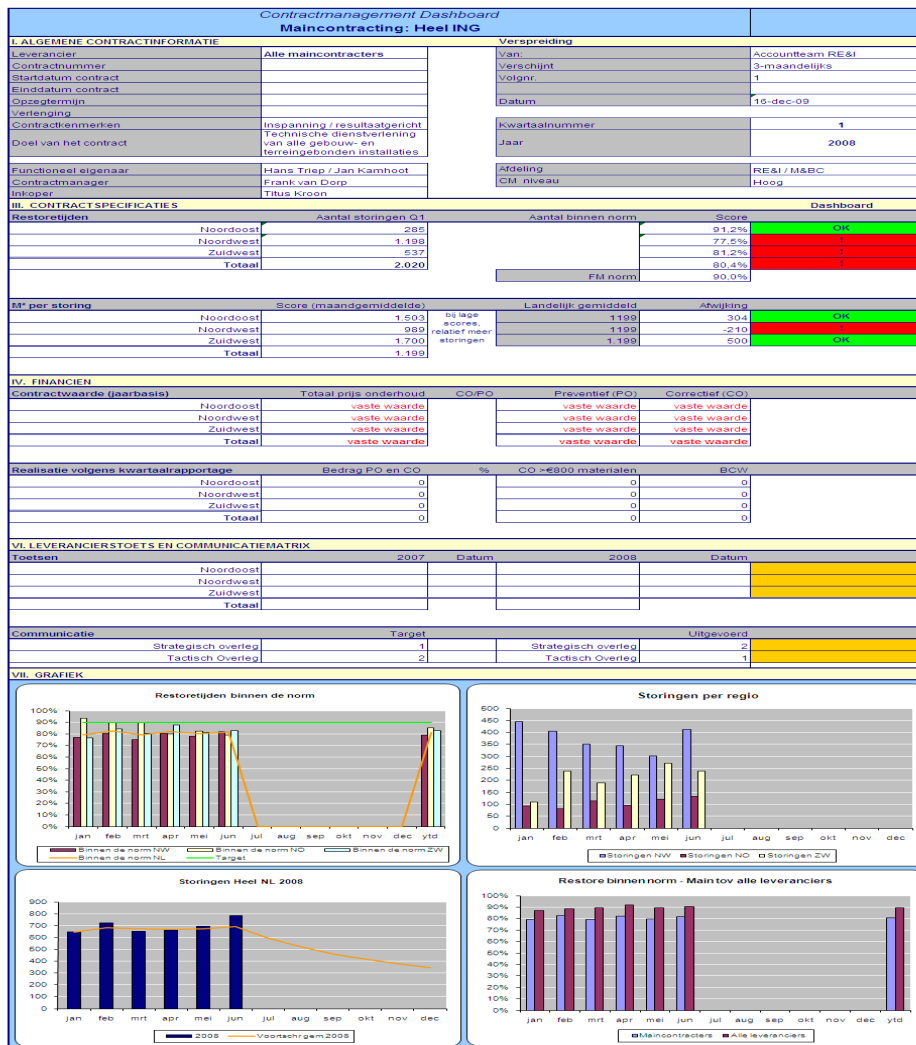 Contractmanagement Dashboard
Maincontracting: Heel ING
I. ALGEMENE CONTRACTINFORMATIE Verspreiding
Leverancier Alle maincontracters Van: Accountteam RE&I
Contractnummer Verschijnt 3-maandelijks
Startdatum contract Volgnr. 1
Einddatum contract
Opzegtermijn Datum 16-dec-09
Verlenging
Contractkenmerken Inspanning / resultaatgericht Kwartaalnummer 1
Doel van het contract Technische dienstverlening van alle gebouw- en terreingebonden installaties Jaar 2008
Functioneel eigenaar Hans Triep / Jan Kamhoot Afdeling RE&I / M&BC
Contractmanager Frank van Dorp CM niveau Hoog
Inkoper Titus Kroon
III. CONTRACTSPECIFICATIES Dashboard
Restoretijden Aantal storingen Q1 Aantal binnen norm Score
Noordoost 285 91,2% OK
Noordwest 1.198 77,5% !
Zuidwest 537 81,2% !
Totaal 2.020 80,4% !
FM norm 90,0%
M² per storing Score (maandgemiddelde) Landelijk gemiddeld Afwijking
Noordoost 1.503 bij lage scores, relatief meer storingen 1199 304 OK
Noordwest 989 1199 -210 !
Zuidwest 1.700 1.199 500 OK
Totaal 1.199
IV. FINANCIEN
Contractwaarde (jaarbasis) Totaal prijs onderhoud CO/PO Preventief (PO) Correctief (CO)
Noordoost vaste waarde vaste waarde vaste waarde
Noordwest vaste waarde vaste waarde vaste waarde
Zuidwest vaste waarde vaste waarde vaste waarde
Totaal vaste waarde vaste waarde vaste waarde
Realisatie volgens kwartaalrapportage Bedrag PO en CO % CO >€800 materialen BCW
Noordoost 0 0 0
Noordwest 0 0 0
Zuidwest 0 0 0
Totaal 0 0 0
VI. LEVERANCIERSTOETS EN COMMUNICATIEMATRIX
Toetsen 2007 Datum 2008 Datum
Noordoost
Noordwest
Zuidwest
Totaal
Communicatie Target Uitgevoerd
Strategisch overleg 1 Strategisch overleg 2
Tactisch Overleg 2 Tactisch Overleg 1
VII. GRAFIEK
Restoretijden binnen de norm
100%
90%
80%
70%
60%
50%
40%
30%
20%
10%
0%
jan feb mrt apr mei jun jul aug sep okt nov dec ytd
Binnen de norm NW Binnen de norm NO Binnen de norm ZW
Binnen de norm NL Target
Storingen per regio
500
450
400
350
300
250
200
150
100
50
0
jan feb mrt apr mei jun jul aug sep okt nov dec
Storingen NW Storingen NO Storingen ZW
Storingen Heel NL 2008
900
800
700
600
500
400
300
200
100
0
jan feb mrt apr mei jun jul aug sep okt nov dec
2008 Voortschr gem 2008
Restore binnen norm - Main tov alle leveranciers
100%
90%
80%
70%
60%
50%
40%
30%
20%
10%
0%
jan feb mrt apr mei jun jul aug sep okt nov dec ytd
Maincontracters Alle leveranciers